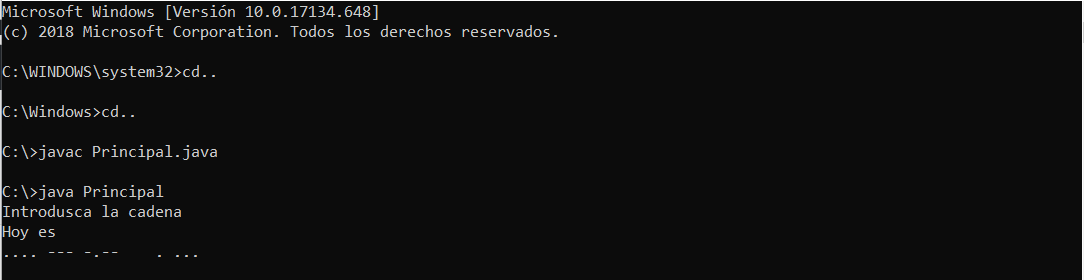 Microsoft Windows [Versión 10.0.17134.648]
(c) 2018 Microsoft Corporation. Todos los derechos reservados.
C:\WINDOWS\system32>cd..
C:\Windows>cd..
C:\>javac Principal.java
C:\>java Principal
Introdusca la cadena
Hoy es
.... --- -.--    . ...